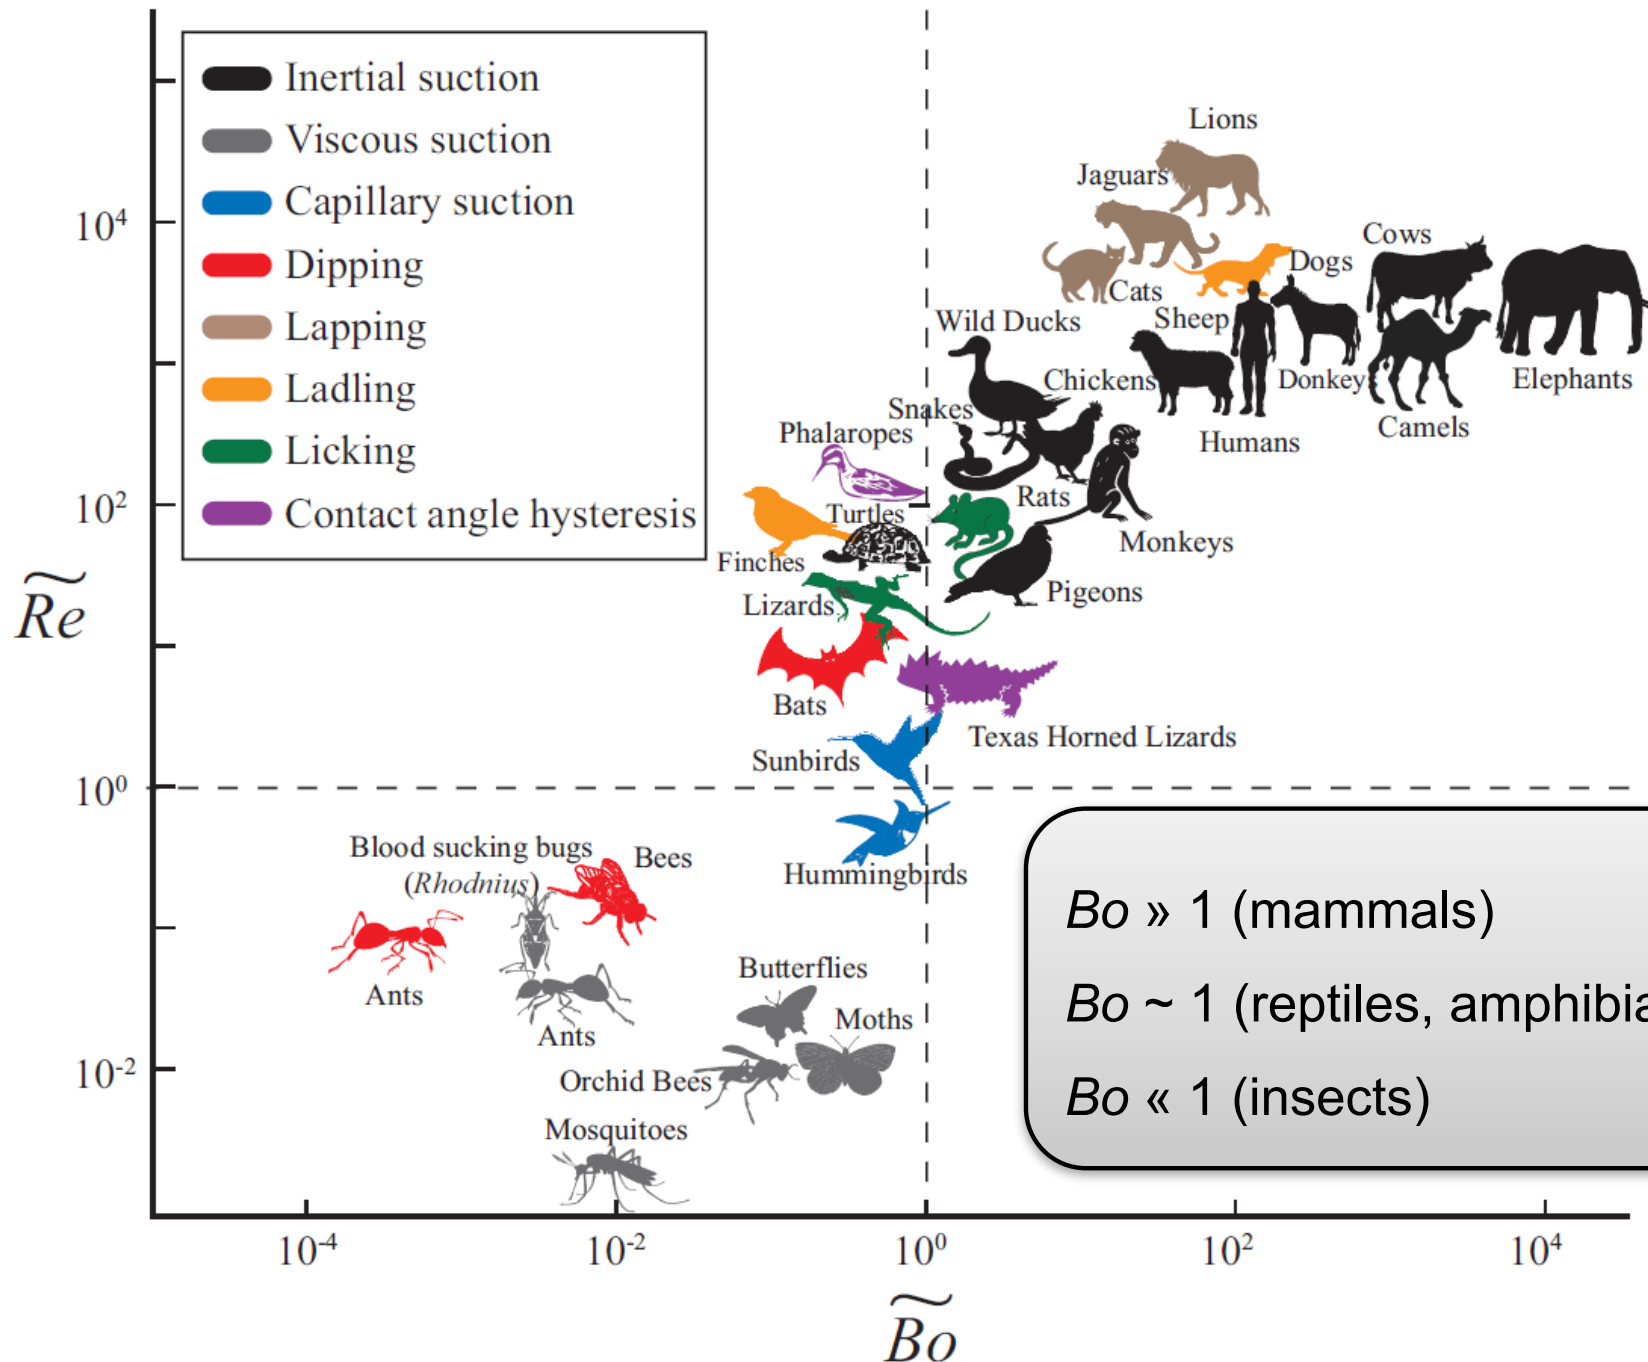 Inertial suction
Viscous suction
Capillary suction
Dipping
Lapping
Ladling
Licking
Contact angle hysteresis
Lions
Jaguars
Cows
Dogs
Cats
Wild Ducks
Sheep
Chickens
Donkey
Elephants
Snakes
Camels
Phalaropes
Humans
Rats
Turtles
Monkeys
Finches
Pigeons
Lizards
Bats
Texas Horned Lizards
Sunbirds
Hummingbirds
Blood sucking bugs
(Rhodnius)
Bees
Ants
Ants
Butterflies
Moths
Orchid Bees
Mosquitoes
10⁴
10²
10⁰
10⁻²
R̃e
10⁻⁴
10⁻²
10⁰
10²
10⁴
B̃o
Bo » 1 (mammals)
Bo ~ 1 (reptiles, amphibia
Bo « 1 (insects)